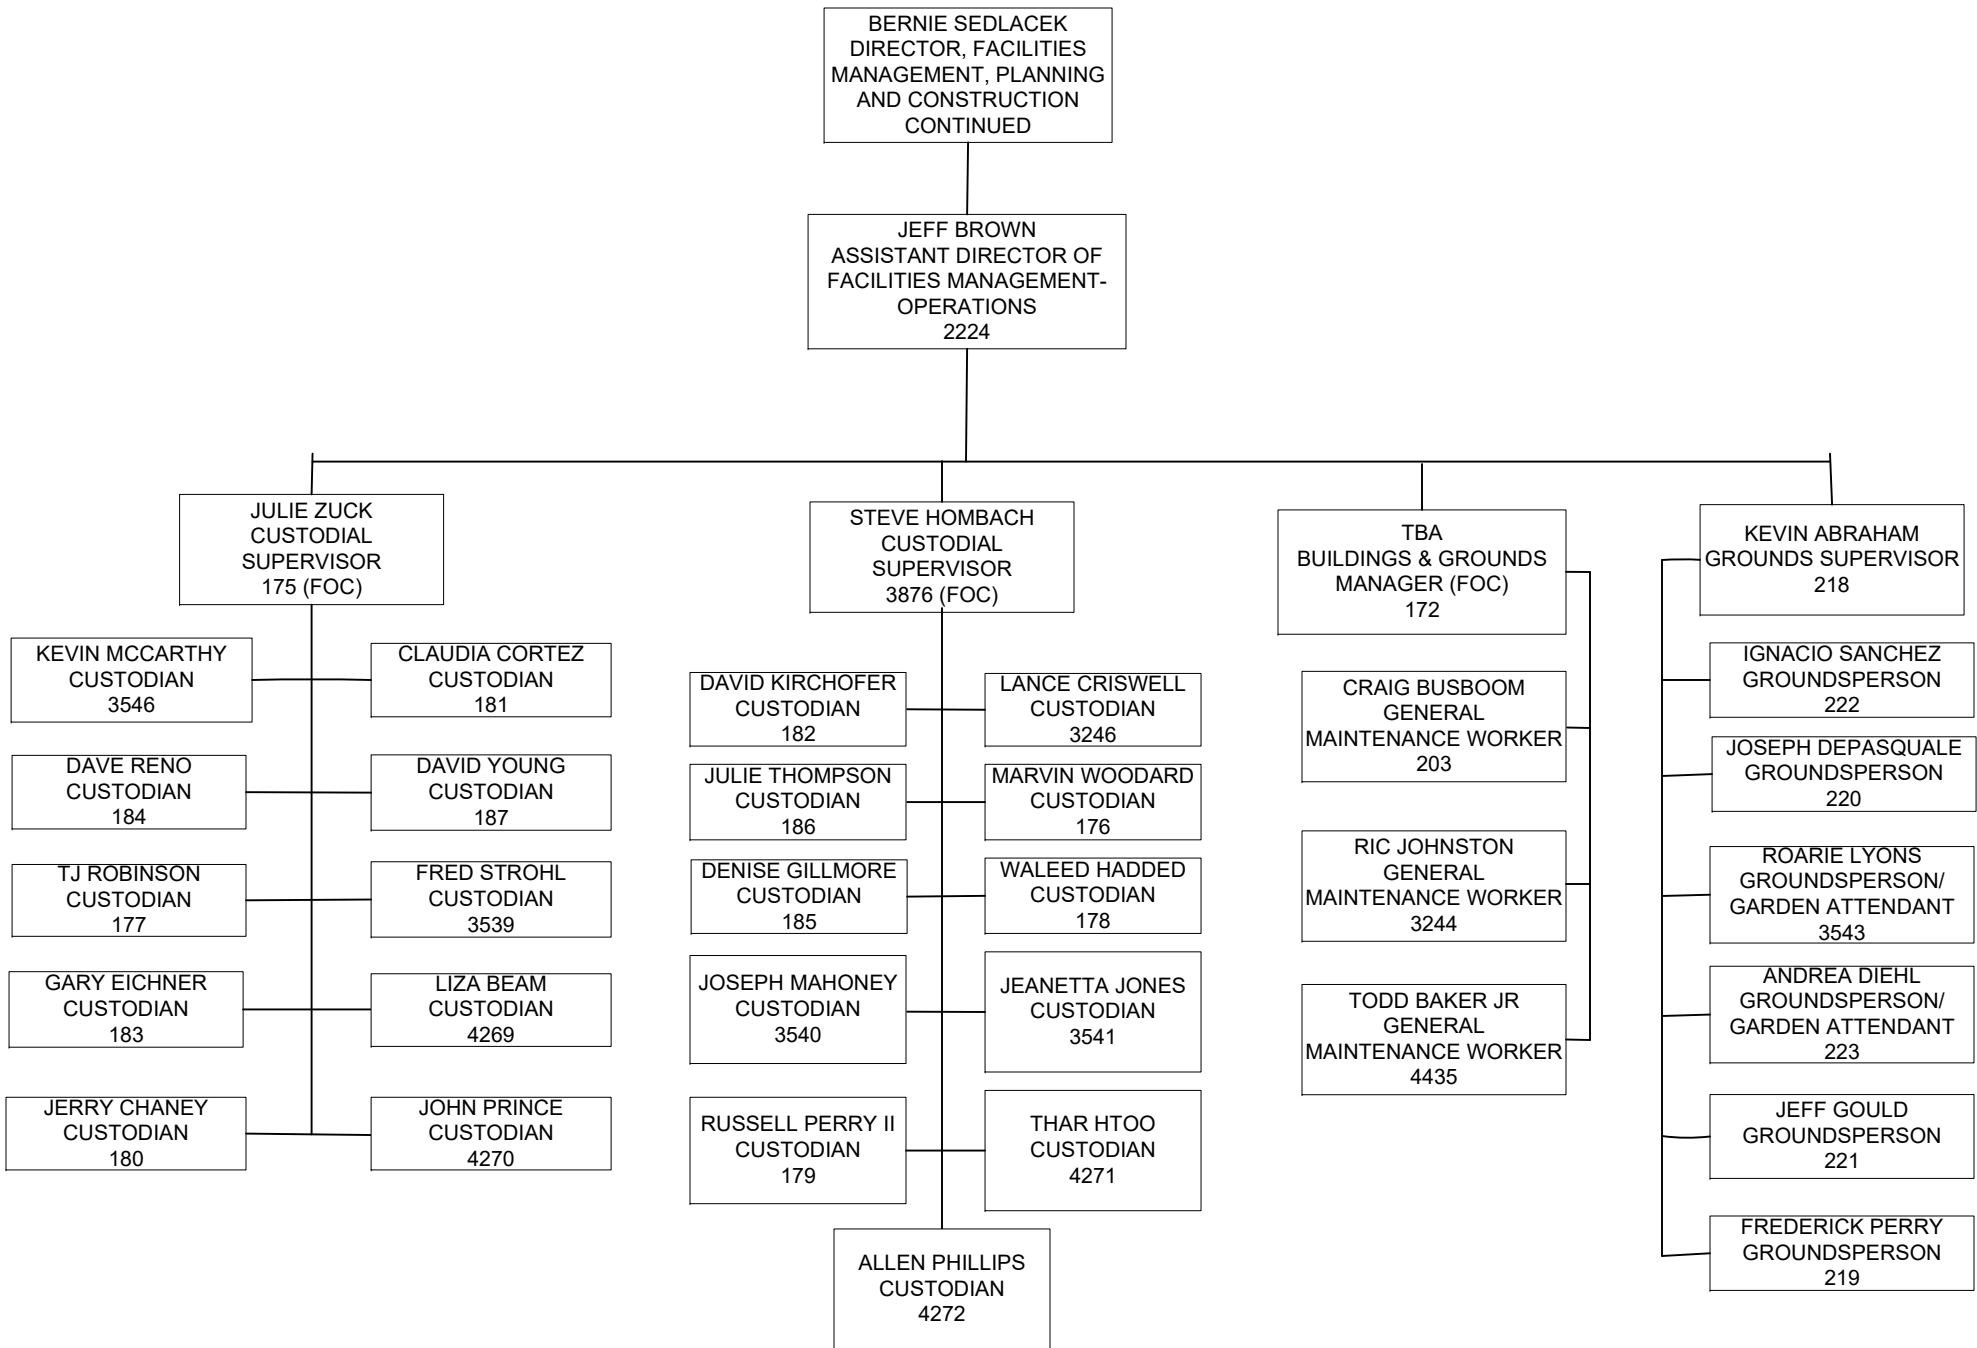 BERNIE SEDLACEK
DIRECTOR, FACILITIES
MANAGEMENT, PLANNING
AND CONSTRUCTION
CONTINUED
JEFF BROWN
ASSISTANT DIRECTOR OF
FACILITIES MANAGEMENT-
OPERATIONS
2224
JULIE ZUCK
CUSTODIAL
SUPERVISOR
175 (FOC)
KEVIN MCCARTHY
CUSTODIAN
3546
CLAUDIA CORTEZ
CUSTODIAN
181
DAVE RENO
CUSTODIAN
184
DAVID YOUNG
CUSTODIAN
187
TJ ROBINSON
CUSTODIAN
177
FRED STROHL
CUSTODIAN
3539
GARY EICHNER
CUSTODIAN
183
LIZA BEAM
CUSTODIAN
4269
JERRY CHANEY
CUSTODIAN
180
JOHN PRINCE
CUSTODIAN
4270
STEVE HOMBACH
CUSTODIAL
SUPERVISOR
3876 (FOC)
DAVID KIRCHOFER
CUSTODIAN
182
LANCE CRISWELL
CUSTODIAN
3246
JULIE THOMPSON
CUSTODIAN
186
MARVIN WOODARD
CUSTODIAN
176
DENISE GILLMORE
CUSTODIAN
185
WALEED HADDED
CUSTODIAN
178
JOSEPH MAHONEY
CUSTODIAN
3540
JEANETTA JONES
CUSTODIAN
3541
RUSSELL PERRY II
CUSTODIAN
179
THAR HTOO
CUSTODIAN
4271
ALLEN PHILLIPS
CUSTODIAN
4272
TBA
BUILDINGS & GROUNDS
MANAGER (FOC)
172
CRAIG BUSBOOM
GENERAL
MAINTENANCE WORKER
203
RIC JOHNSTON
GENERAL
MAINTENANCE WORKER
3244
TODD BAKER JR
GENERAL
MAINTENANCE WORKER
4435
KEVIN ABRAHAM
GROUNDS SUPERVISOR
218
IGNACIO SANCHEZ
GROUNDSPERSON
222
JOSEPH DEPASQUALE
GROUNDSPERSON
220
ROARIE LYONS
GROUNDSPERSON/
GARDEN ATTENDANT
3543
ANDREA DIEHL
GROUNDSPERSON/
GARDEN ATTENDANT
223
JEFF GOULD
GROUNDSPERSON
221
FREDERICK PERRY
GROUNDSPERSON
219